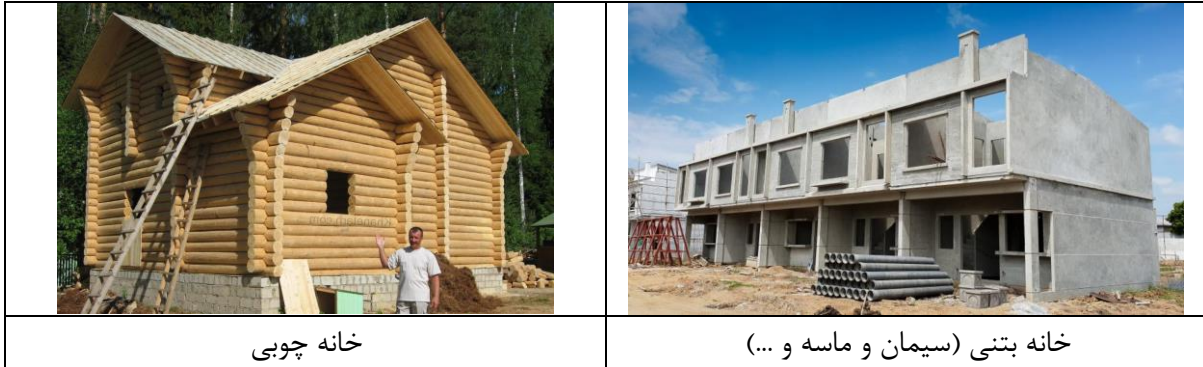 خانه چوبی
خانه بتنی (سیمان و ماسه و ...)